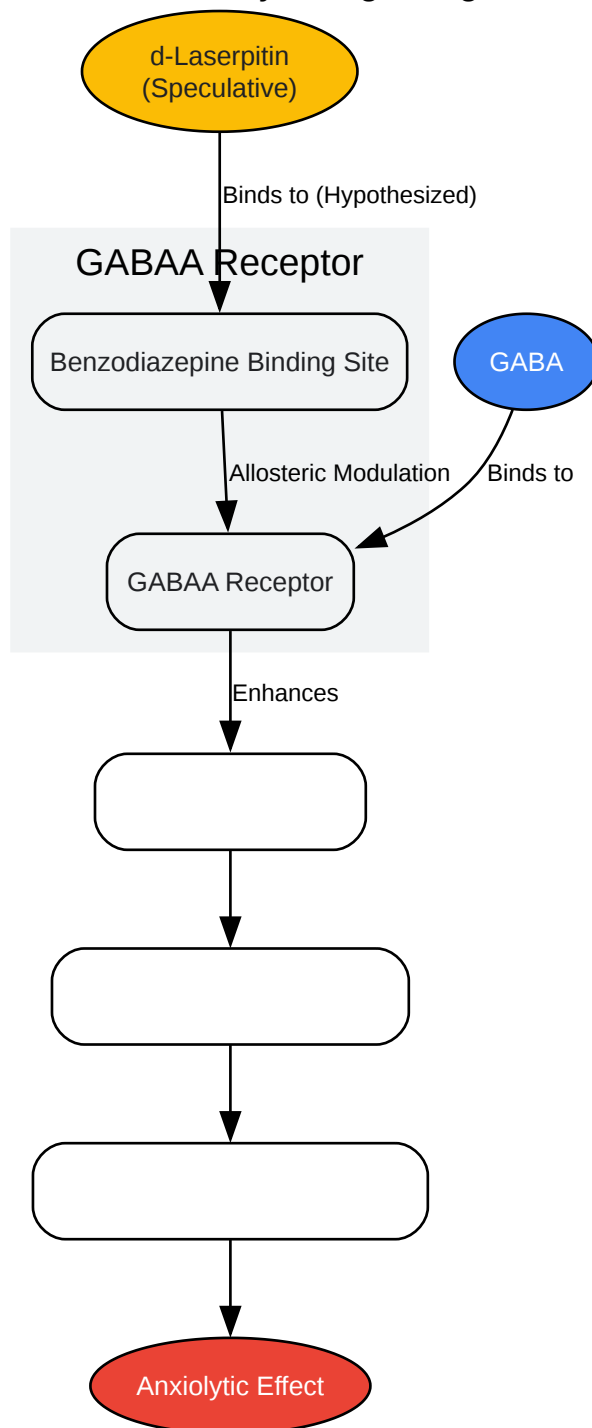 d-Laserpitin
(Speculative)
Binds to (Hypothesized)
GABAA Receptor
Benzodiazepine Binding Site
GABA
Allosteric Modulation
Binds to
GABAA Receptor
Enhances
Anxiolytic Effect